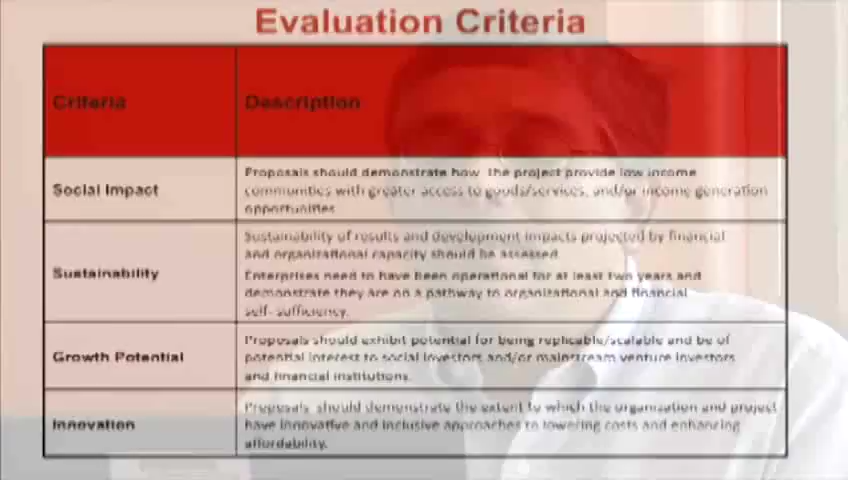 Evaluation Criteria
Criteria
Description
Social Impact
Proposals should demonstrate how the project provide low income
communities with greater access to goods/services, and/or income generation
opportunities
Sustainability
Sustainability of results and development impacts projected by financial
and organizational capacity should be assessed.
Enterprises need to have been operational for at least two years and
demonstrate they are on a pathway to organizational and financial
self- sufficiency.
Growth Potential
Proposals should exhibit potential for being replicable/scalable and be of
potential interest to social investors and/or mainstream venture investors
and financial institutions.
Innovation
Proposals should demonstrate the extent to which the organization and project
have innovative and inclusive approaches to lowering costs and enhancing
affordability.